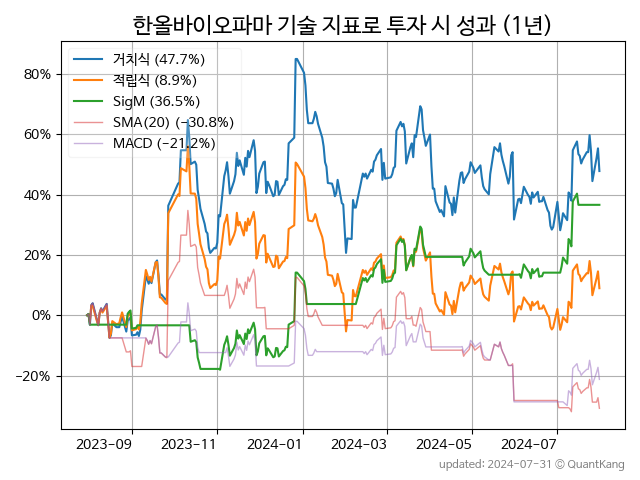 한올바이오파마 기술 지표로 투자 시 성과 (1년)
거치식 (47.7%)
적립식 (8.9%)
SigM (36.5%)
SMA(20) (−30.8%)
MACD (−21.2%)
80%
60%
40%
20%
0%
−20%
2023-09 2023-11 2024-01 2024-03 2024-05 2024-07
updated: 2024-07-31 © QuantKang